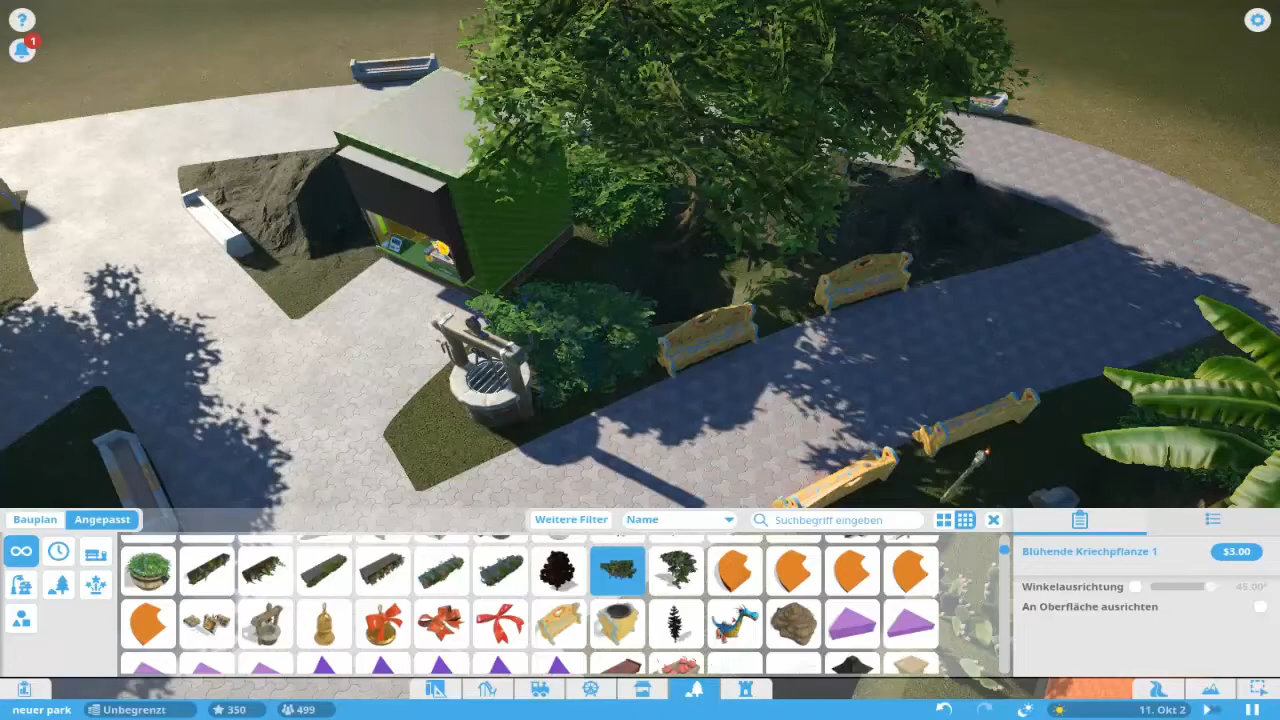 ?
1
Bauplan
Angepasst
Weitere Filter
Name
Suchbegriff eingeben
Blühende Kriechpflanze 1
$3.00
Winkelausrichtung
45.00°
An Oberfläche ausrichten
neuer park
Unbegrenzt
350
499
11. Okt 2